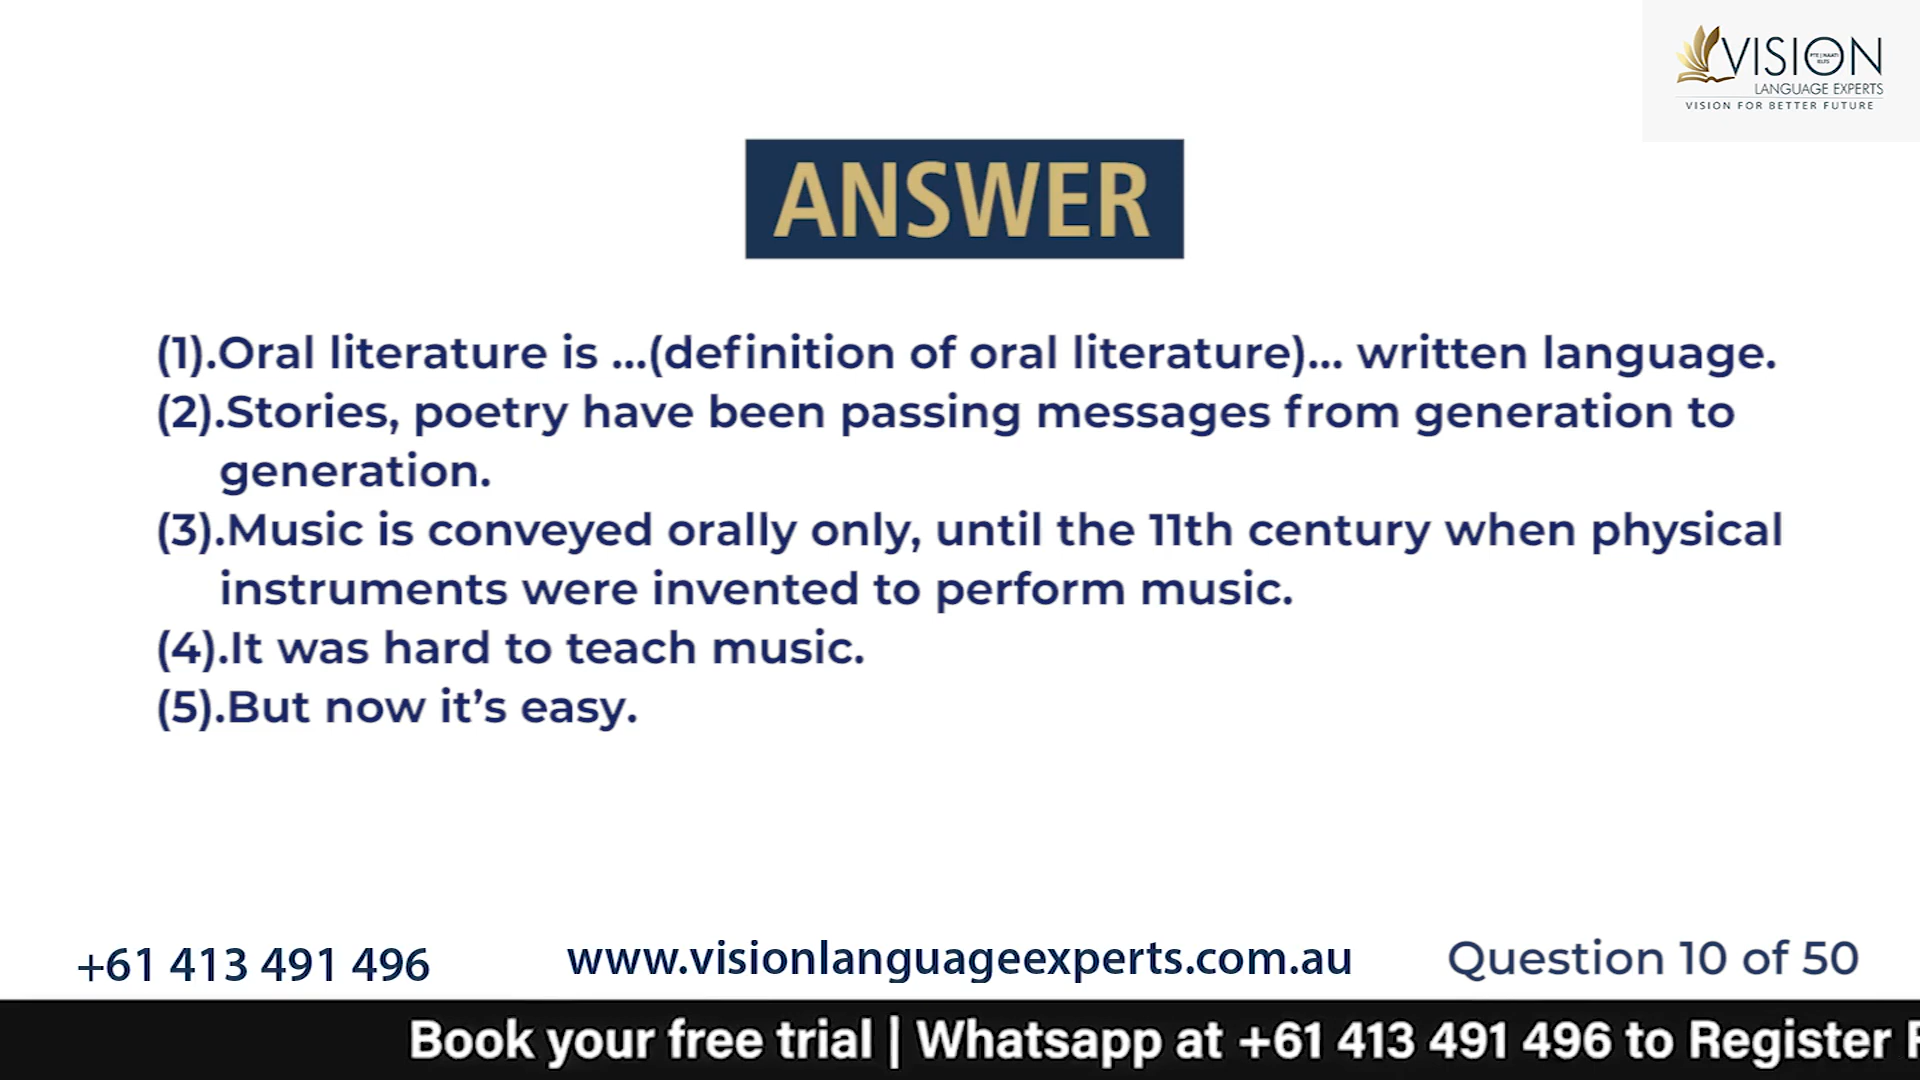 VISION
LANGUAGE EXPERTS
VISION FOR BETTER FUTURE
ANSWER
(1).Oral literature is ...(definition of oral literature)... written language.
(2).Stories, poetry have been passing messages from generation to
generation.
(3).Music is conveyed orally only, until the 11th century when physical
instruments were invented to perform music.
(4).It was hard to teach music.
(5).But now it’s easy.
+61 413 491 496
www.visionlanguageexperts.com.au
Question 10 of 50
Book your free trial | Whatsapp at +61 413 491 496 to Register